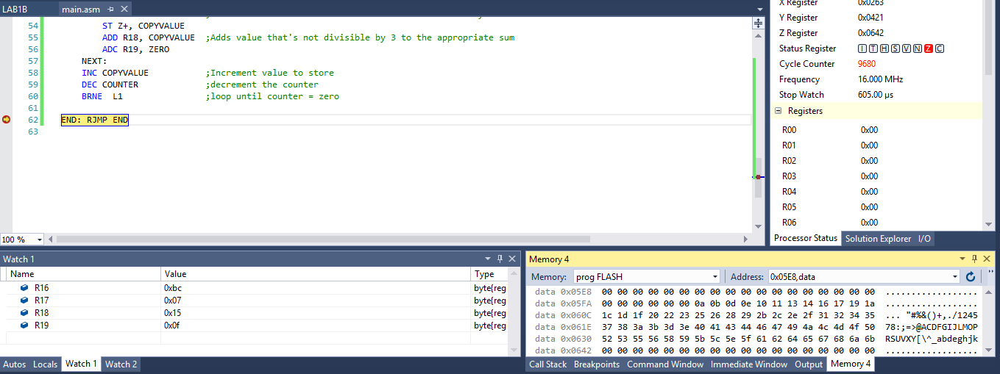 LAB1B main.asm
54 ST Z+, COPYVALUE
55 ADD R18, COPYVALUE ;Adds value that's not divisible by 3 to the appropriate sum
56 ADC R19, ZERO
57 NEXT:
58 INC COPYVALUE ;Increment value to store
59 DEC COUNTER ;decrement the counter
60 BRNE L1 ;loop until counter = zero
61
62 END: RJMP END
63
100 %
X Register 0x0263
Y Register 0x0421
Z Register 0x0642
Status Register I T H S V N Z C
Cycle Counter 9680
Frequency 16.000 MHz
Stop Watch 605.00 µs
Registers
R00 0x00
R01 0x00
R02 0x00
R03 0x00
R04 0x00
R05 0x00
R06 0x00
Processor Status Solution Explorer I/O
Watch 1
Name Value Type
R16 0xbc byte{reg
R17 0x07 byte{reg
R18 0x15 byte{reg
R19 0x0f byte{reg
Autos Locals Watch 1 Watch 2
Memory 4
Memory: prog FLASH Address: 0x05E8,data
data 0x05E8 00 00 00 00 00 00 00 00 00 00 00 00 00 00 00 00 00 00 ..................
data 0x05FA 00 00 00 00 00 00 0a 0b 0d 0e 10 11 13 14 16 17 19 1a ..................
data 0x060C 1c 1d 1f 20 22 23 25 26 28 29 2b 2c 2e 2f 31 32 34 35 ... "#%&()+,./1245
data 0x061E 37 38 3a 3b 3d 3e 40 41 43 44 46 47 49 4a 4c 4d 4f 50 78:;=>@ACDFGIJLMOP
data 0x0630 52 53 55 56 58 59 5b 5c 5e 5f 61 62 64 65 67 68 6a 6b RSUVXY[\^_abdeghjk
data 0x0642 00 00 00 00 00 00 00 00 00 00 00 00 00 00 00 00 00 00 ..................
Call Stack Breakpoints Command Window Immediate Window Output Memory 4